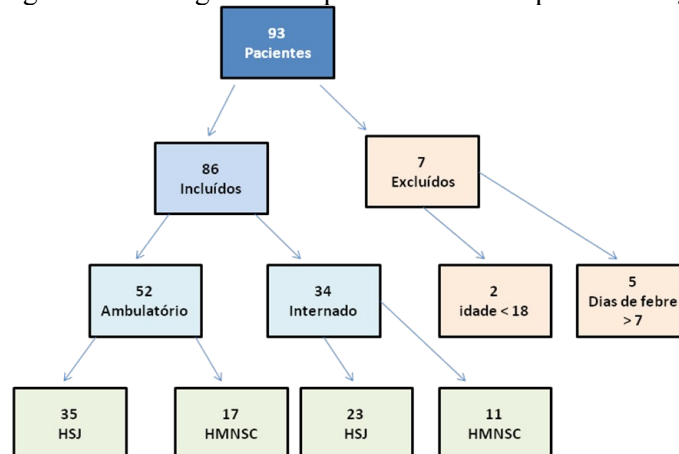 93
Pacientes
86
Incluídos
7
Excluídos
52
Ambulatório
34
Internado
2
idade < 18
5
Dias de febre
> 7
35
HSJ
17
HMNSC
23
HSJ
11
HMNSC